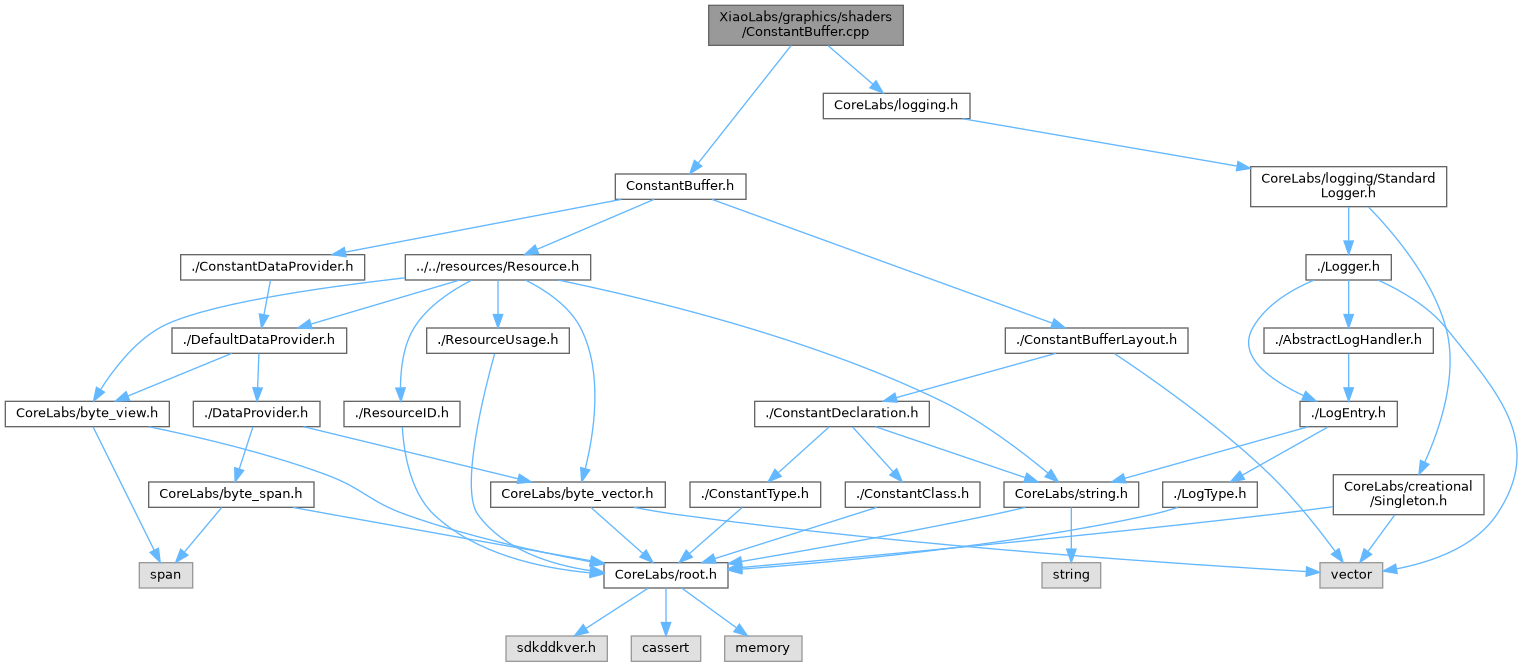 XiaoLabs/graphics/shaders
/ConstantBuffer.cpp
CoreLabs/logging.h
ConstantBuffer.h
CoreLabs/logging/Standard
Logger.h
./ConstantDataProvider.h
../../resources/Resource.h
./Logger.h
./DefaultDataProvider.h
./ResourceUsage.h
./ConstantBufferLayout.h
./AbstractLogHandler.h
CoreLabs/byte_view.h
./DataProvider.h
./ResourceID.h
./ConstantDeclaration.h
./LogEntry.h
CoreLabs/byte_span.h
CoreLabs/byte_vector.h
./ConstantType.h
./ConstantClass.h
CoreLabs/string.h
./LogType.h
CoreLabs/creational
/Singleton.h
span
CoreLabs/root.h
string
vector
sdkddkver.h
cassert
memory